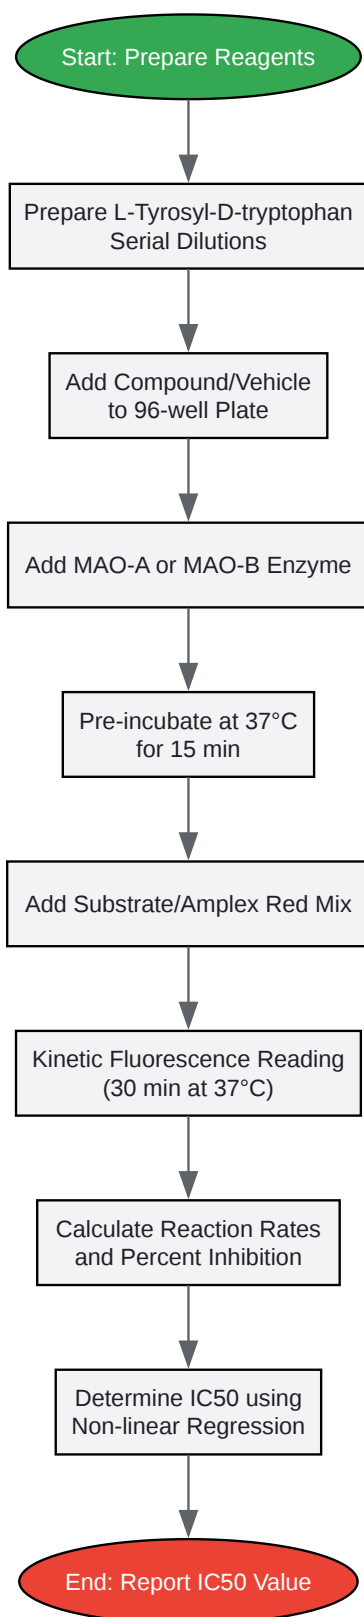 Start: Prepare Reagents
Prepare L-Tyrosyl-D-tryptophan
Serial Dilutions
Add Compound/Vehicle
to 96-well Plate
Add MAO-A or MAO-B Enzyme
Pre-incubate at 37°C
for 15 min
Add Substrate/Amplex Red Mix
Kinetic Fluorescence Reading
(30 min at 37°C)
Calculate Reaction Rates
and Percent Inhibition
Determine IC50 using
Non-linear Regression
End: Report IC50 Value